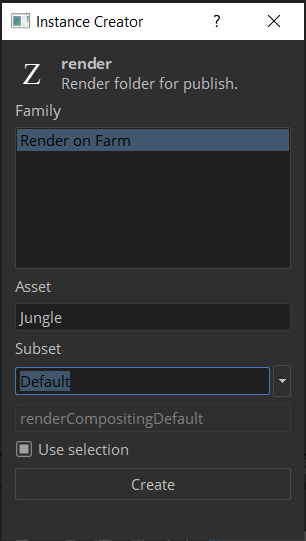 Instance Creator ?
Z render
Render folder for publish.
Family
Render on Farm
Asset
Jungle
Subset
Default
renderCompositingDefault
Use selection
Create